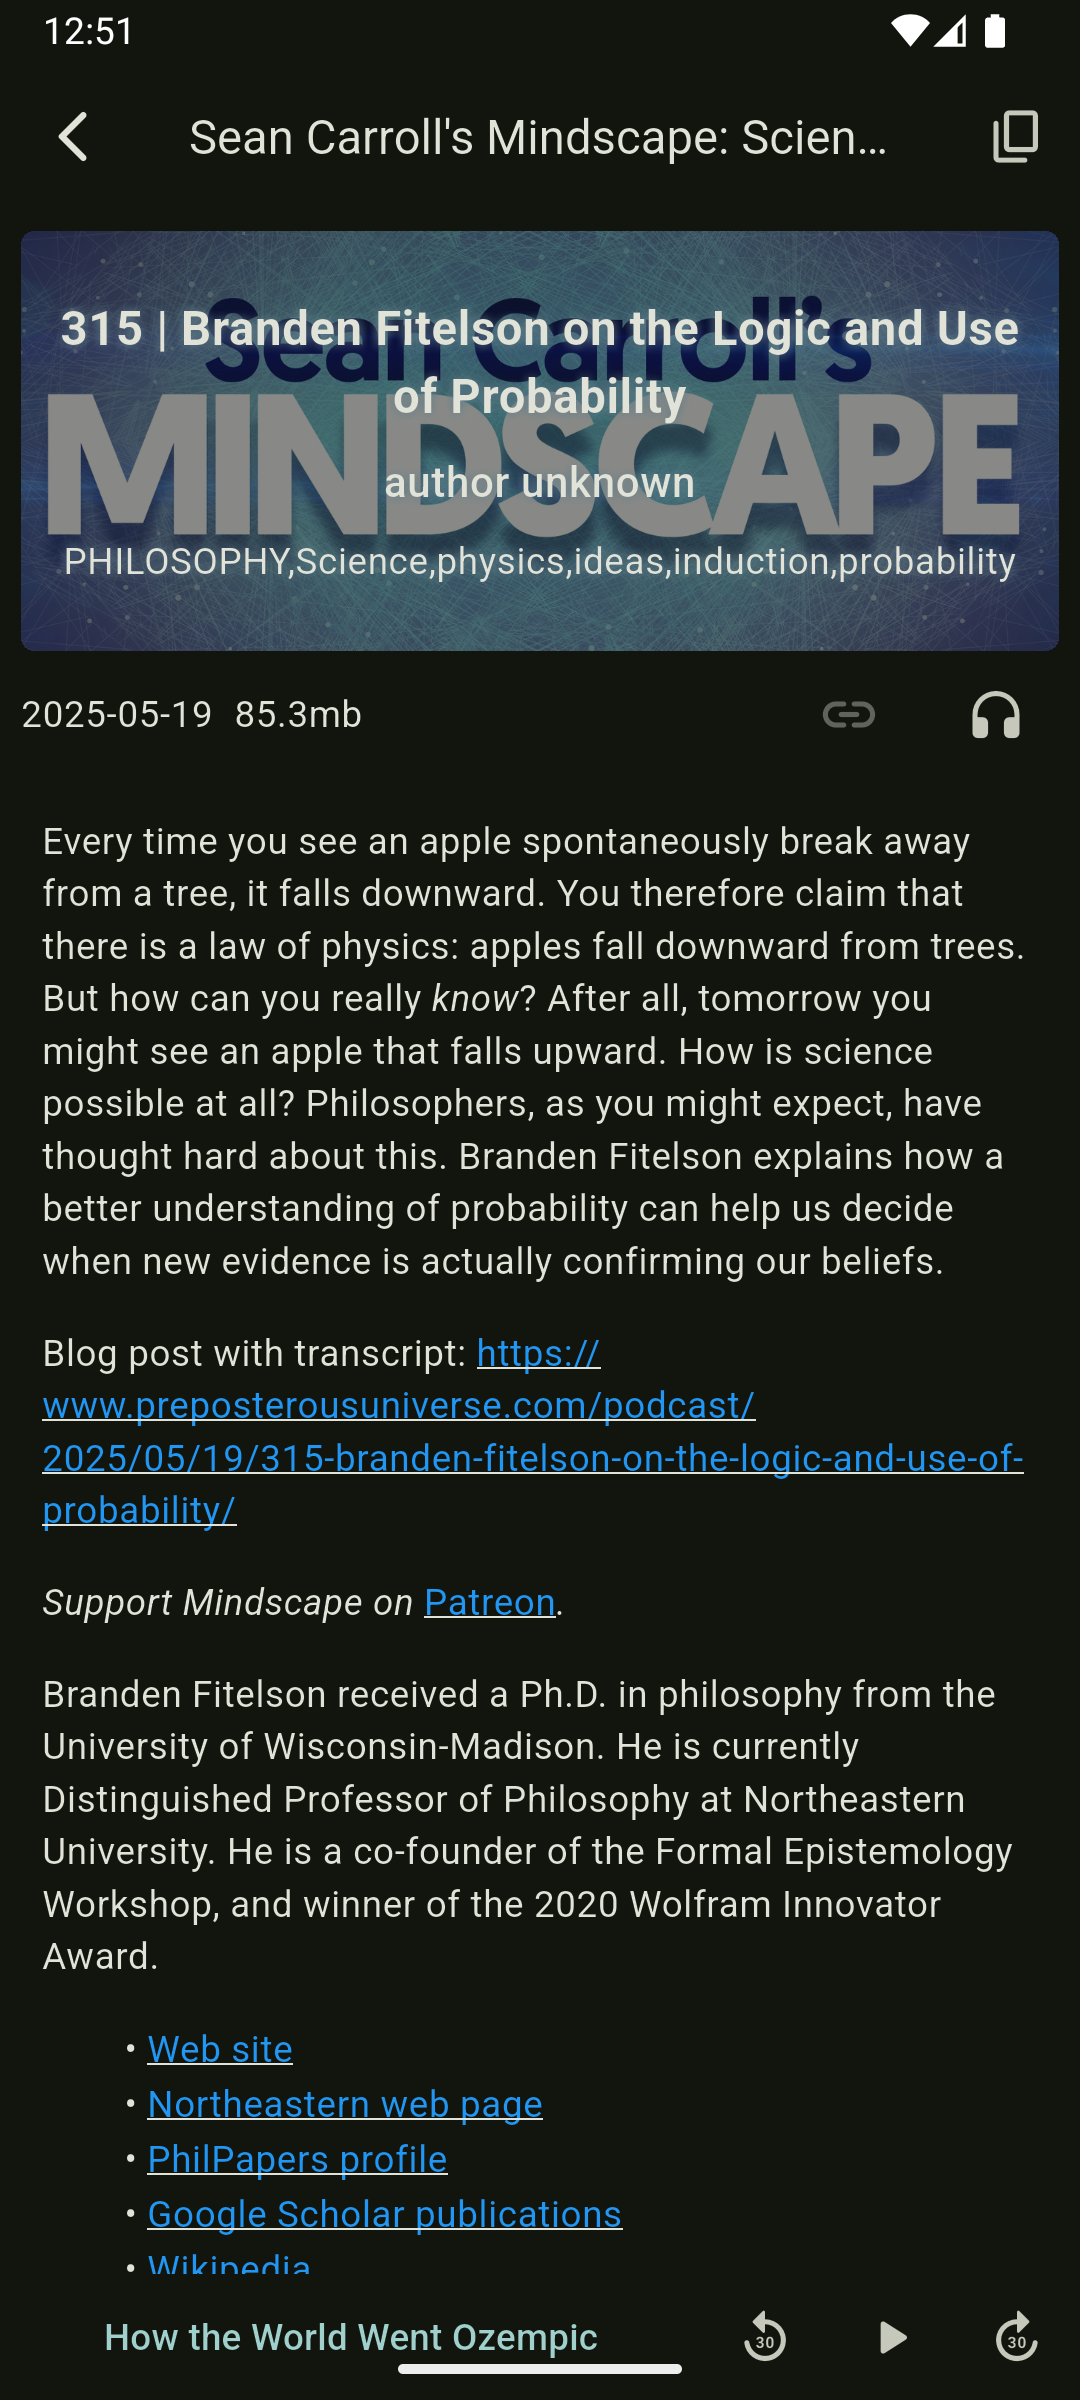 12:51
Sean Carroll's Mindscape: Scien...
Sean Carroll's
MINDSCAPE
315 | Branden Fitelson on the Logic and Use
of Probability
author unknown
PHILOSOPHY,Science,physics,ideas,induction,probability
2025-05-19 85.3mb
Every time you see an apple spontaneously break away
from a tree, it falls downward. You therefore claim that
there is a law of physics: apples fall downward from trees.
But how can you really know? After all, tomorrow you
might see an apple that falls upward. How is science
possible at all? Philosophers, as you might expect, have
thought hard about this. Branden Fitelson explains how a
better understanding of probability can help us decide
when new evidence is actually confirming our beliefs.
Blog post with transcript: https://
www.preposterousuniverse.com/podcast/
2025/05/19/315-branden-fitelson-on-the-logic-and-use-of-
probability/
Support Mindscape on Patreon.
Branden Fitelson received a Ph.D. in philosophy from the
University of Wisconsin-Madison. He is currently
Distinguished Professor of Philosophy at Northeastern
University. He is a co-founder of the Formal Epistemology
Workshop, and winner of the 2020 Wolfram Innovator
Award.
• Web site
• Northeastern web page
• PhilPapers profile
• Google Scholar publications
• Wikipedia
How the World Went Ozempic
30
30